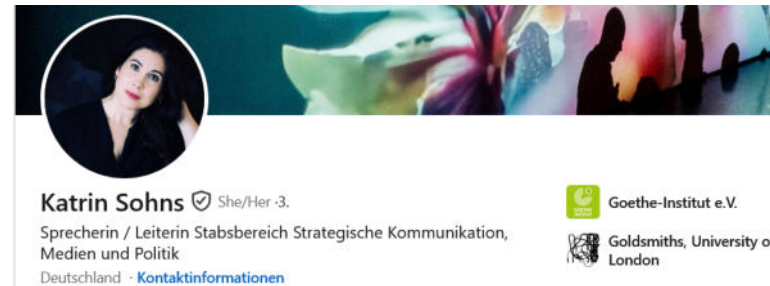 Katrin Sohns She/Her ·3.
Sprecherin / Leiterin Stabsbereich Strategische Kommunikation,
Medien und Politik
Deutschland · Kontaktinformationen
Goethe-Institut e.V.
Goldsmiths, University o
London